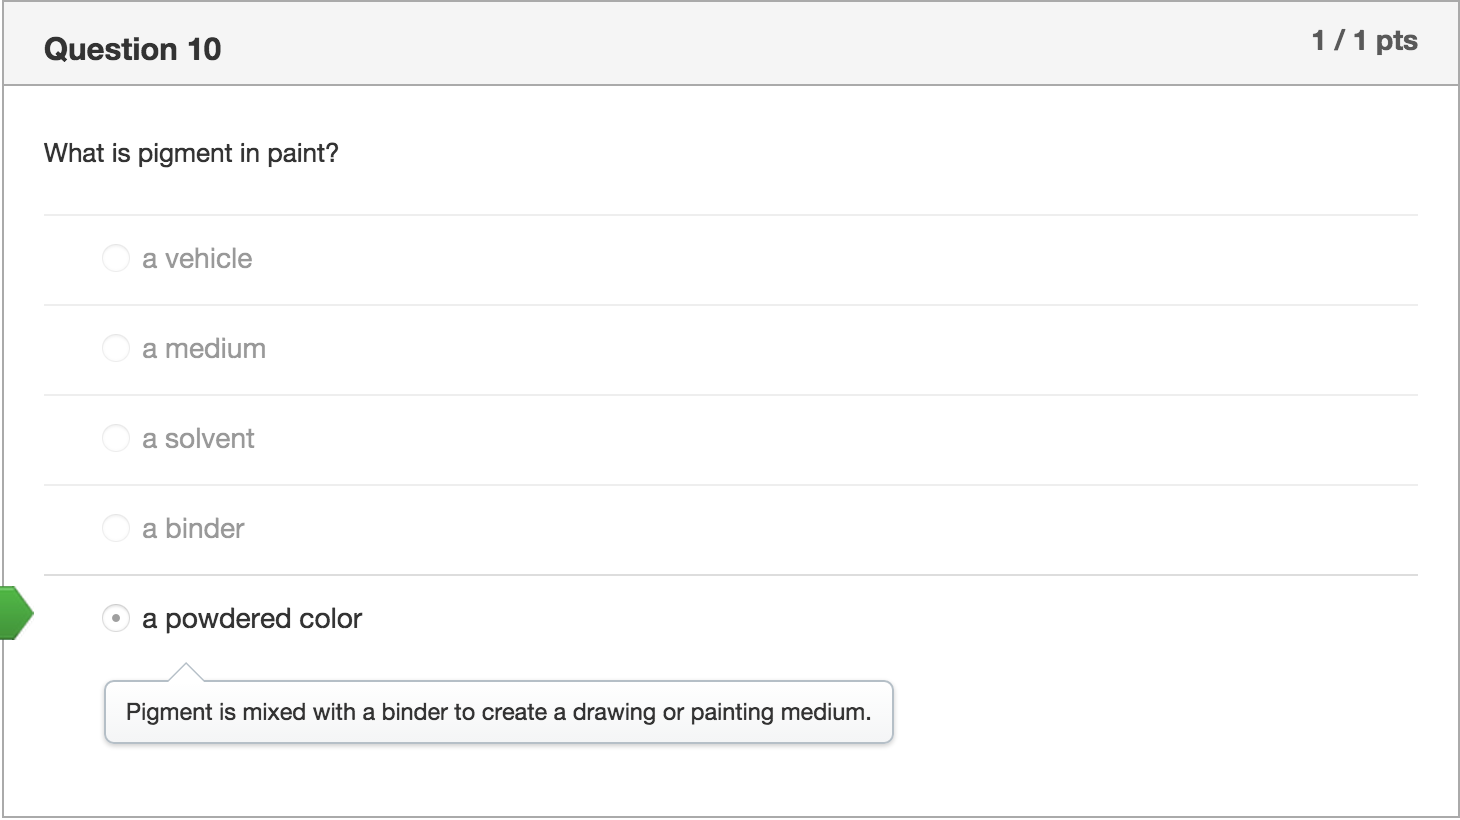 Question 10
1 / 1 pts
What is pigment in paint?
a vehicle
a medium
a solvent
a binder
a powdered color
Pigment is mixed with a binder to create a drawing or painting medium.